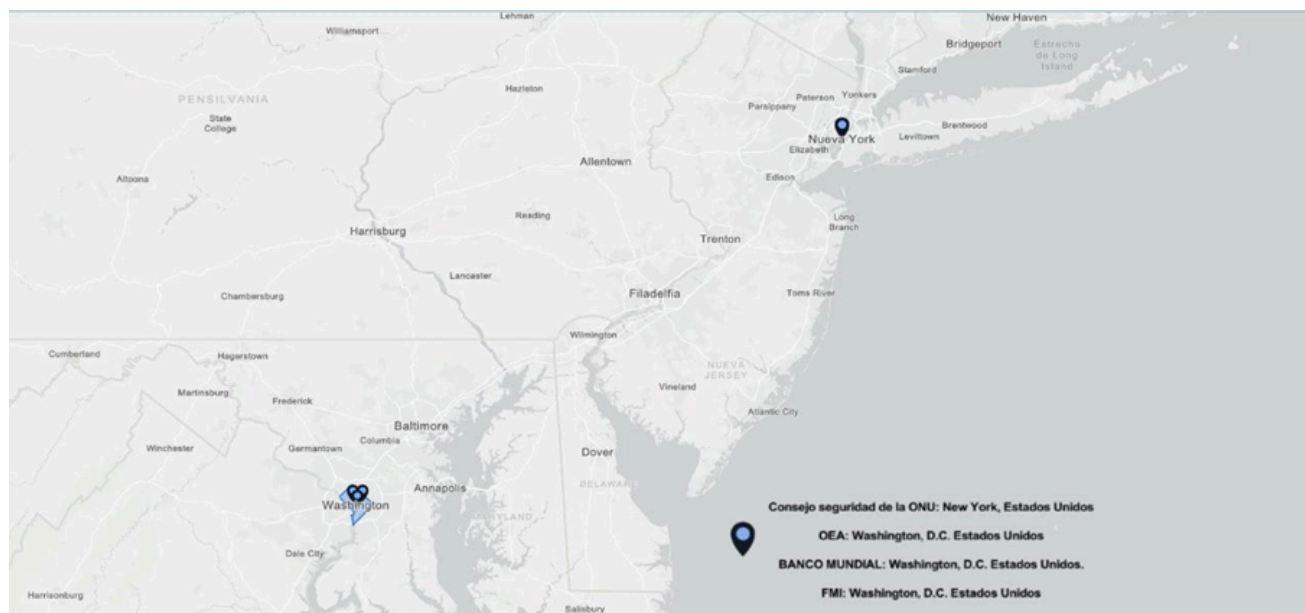 Lehman
New Haven
Williamsport
Bridgeport
Estrecho
de Long
Island
Stamford
Hazleton
Paterson
Yonkers
PENSILVANIA
Parsippany
State
College
Brentwood
Nueva York
Levittown
Elizabeth
Allentown
Altoona
Edison
Reading
Long
Branch
Harrisburg
Trenton
Lancaster
Chambersburg
Filadelfia
Toms River
Wilmington
Cumberland
Hagerstown
NUEVA
JERSEY
Martinsburg
Vineland
Frederick
Atlantic City
Baltimore
Columbia
Winchester
Germantown
Dover
Annapolis
DELAWARE
Washington
MARYLAND
Dale City
Harrisonburg
Salisbury
Consejo seguridad de la ONU: New York, Estados Unidos
OEA: Washington, D.C. Estados Unidos
BANCO MUNDIAL: Washington, D.C. Estados Unidos.
FMI: Washington, D.C. Estados Unidos